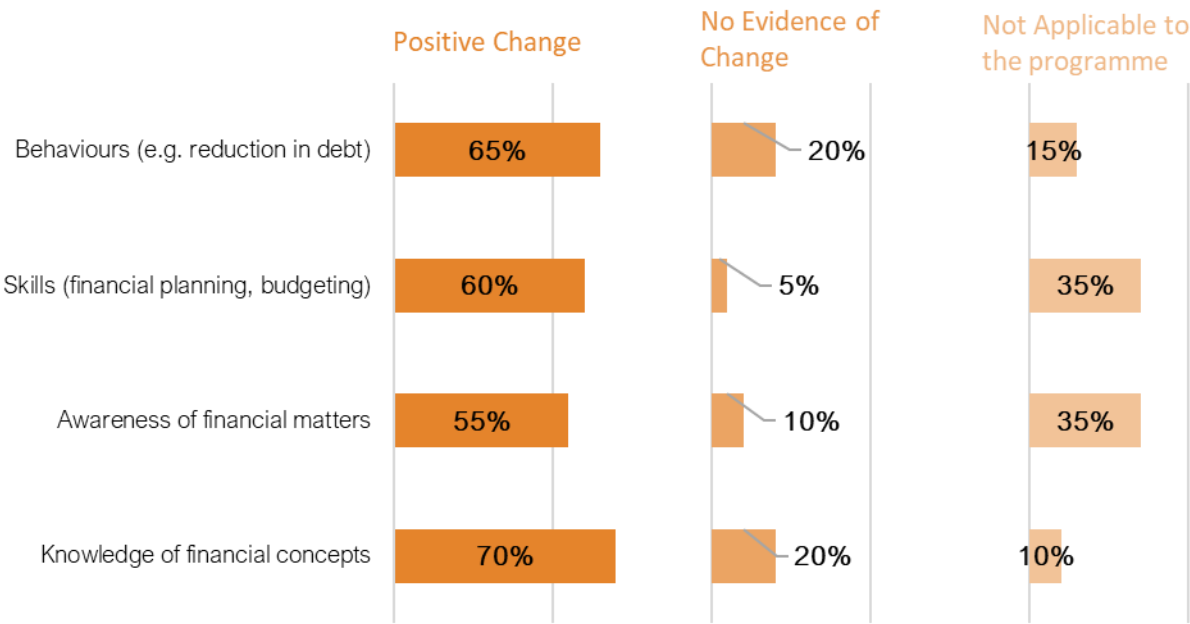 Positive Change
No Evidence of
Change
Not Applicable to
the programme
Behaviours (e.g. reduction in debt)
65%
20%
15%
Skills (financial planning, budgeting)
60%
5%
35%
Awareness of financial matters
55%
10%
35%
Knowledge of financial concepts
70%
20%
10%